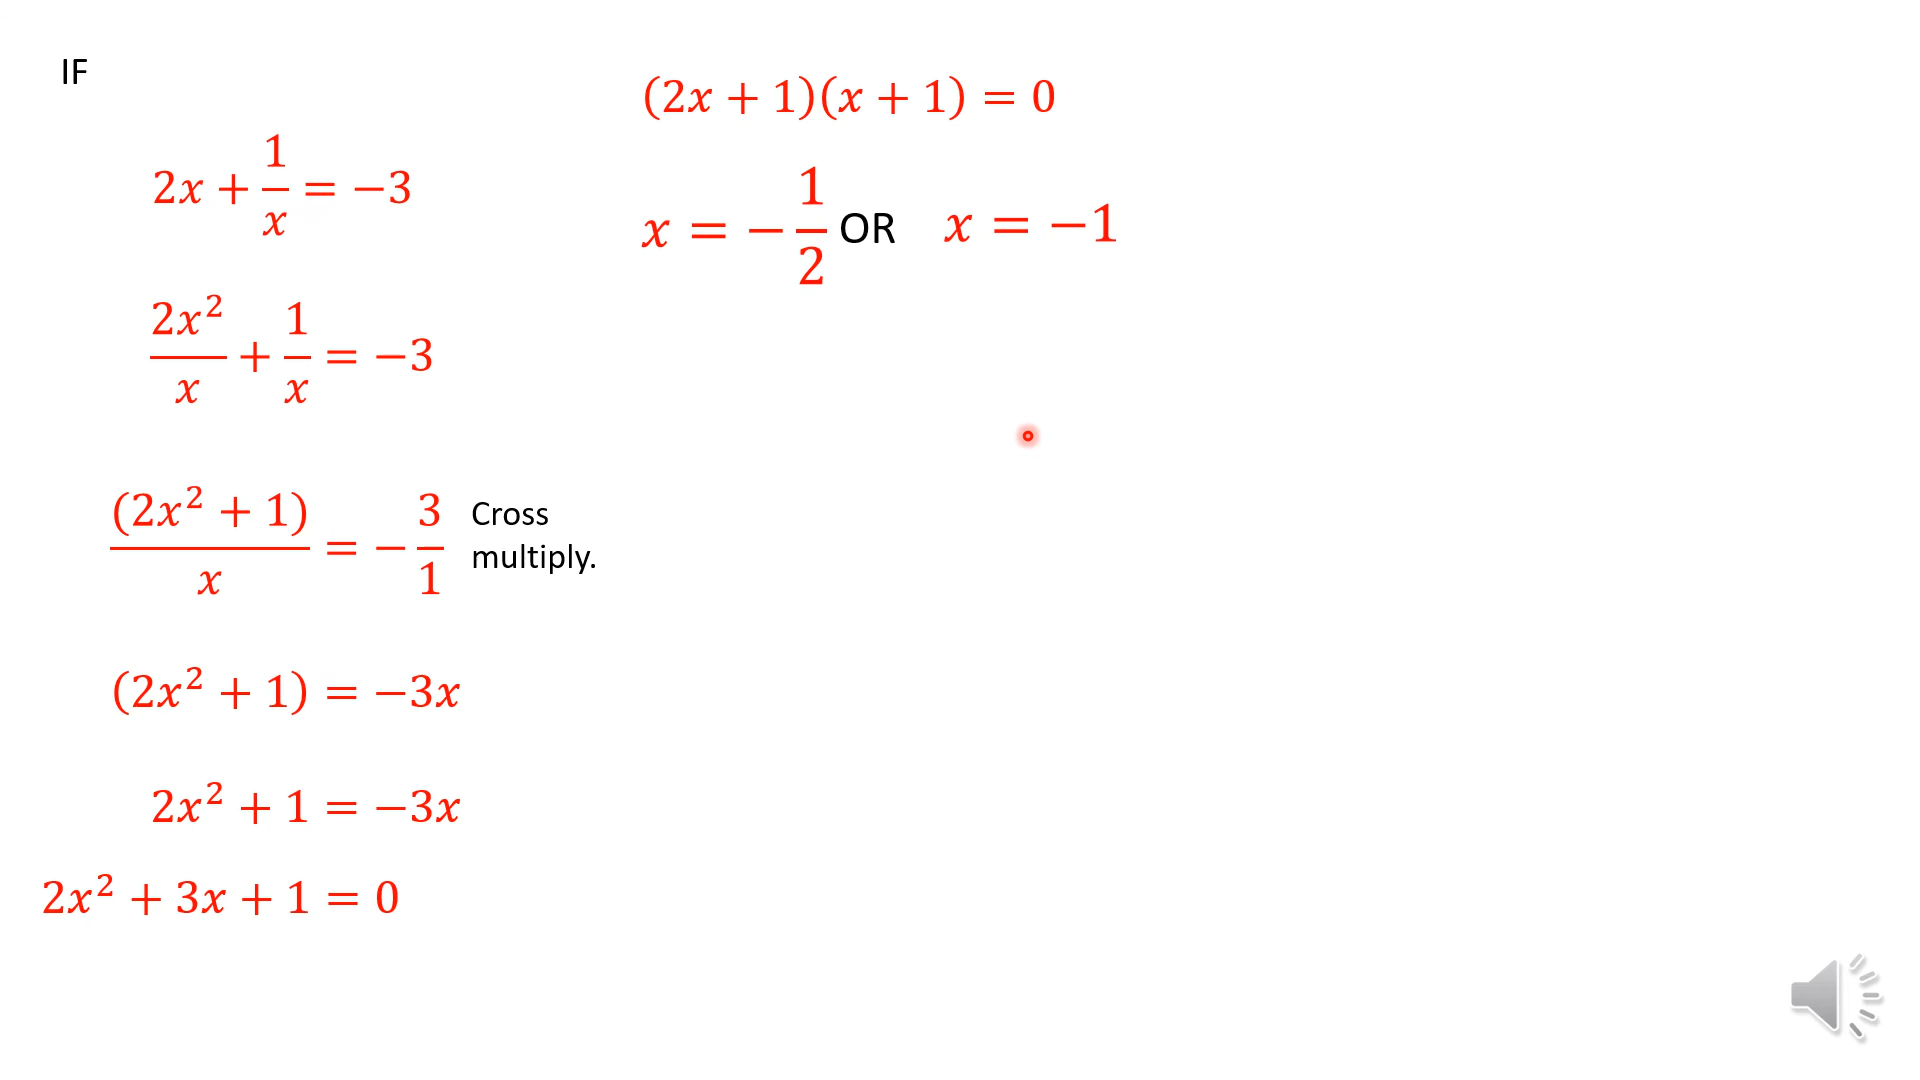 IF
2x + 1/x = −3
2x²/x + 1/x = −3
(2x² + 1)/x = −3/1 Cross multiply.
(2x² + 1) = −3x
2x² + 1 = −3x
2x² + 3x + 1 = 0
(2x + 1)(x + 1) = 0
x = −1/2 OR x = −1